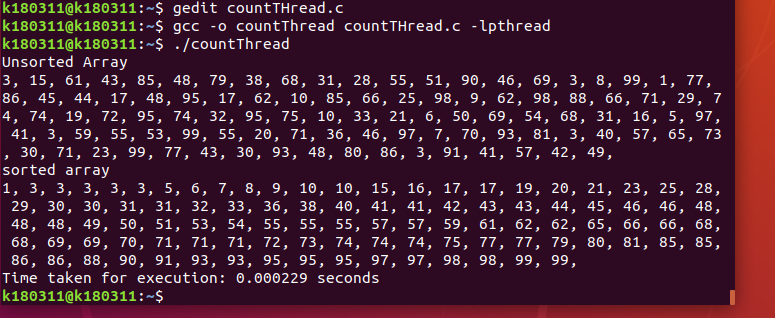 k180311@k180311:~$ gedit countTHread.c
k180311@k180311:~$ gcc -o countThread countTHread.c -lpthread
k180311@k180311:~$ ./countThread
Unsorted Array
3, 15, 61, 43, 85, 48, 79, 38, 68, 31, 28, 55, 51, 90, 46, 69, 3, 8, 99, 1, 77,
86, 45, 44, 17, 48, 95, 17, 62, 10, 85, 66, 25, 98, 9, 62, 98, 88, 66, 71, 29, 7
4, 74, 19, 72, 95, 74, 32, 95, 75, 10, 33, 21, 6, 50, 69, 54, 68, 31, 16, 5, 97,
 41, 3, 59, 55, 53, 99, 55, 20, 71, 36, 46, 97, 7, 70, 93, 81, 3, 40, 57, 65, 73
, 30, 71, 23, 99, 77, 43, 30, 93, 48, 80, 86, 3, 91, 41, 57, 42, 49,
sorted array
1, 3, 3, 3, 3, 3, 5, 6, 7, 8, 9, 10, 10, 15, 16, 17, 17, 19, 20, 21, 23, 25, 28,
 29, 30, 30, 31, 31, 32, 33, 36, 38, 40, 41, 41, 42, 43, 43, 44, 45, 46, 46, 48,
 48, 48, 49, 50, 51, 53, 54, 55, 55, 55, 57, 57, 59, 61, 62, 62, 65, 66, 66, 68,
 68, 69, 69, 70, 71, 71, 71, 72, 73, 74, 74, 74, 75, 77, 77, 79, 80, 81, 85, 85,
 86, 86, 88, 90, 91, 93, 93, 95, 95, 95, 97, 97, 98, 98, 99, 99,
Time taken for execution: 0.000229 seconds
k180311@k180311:~$